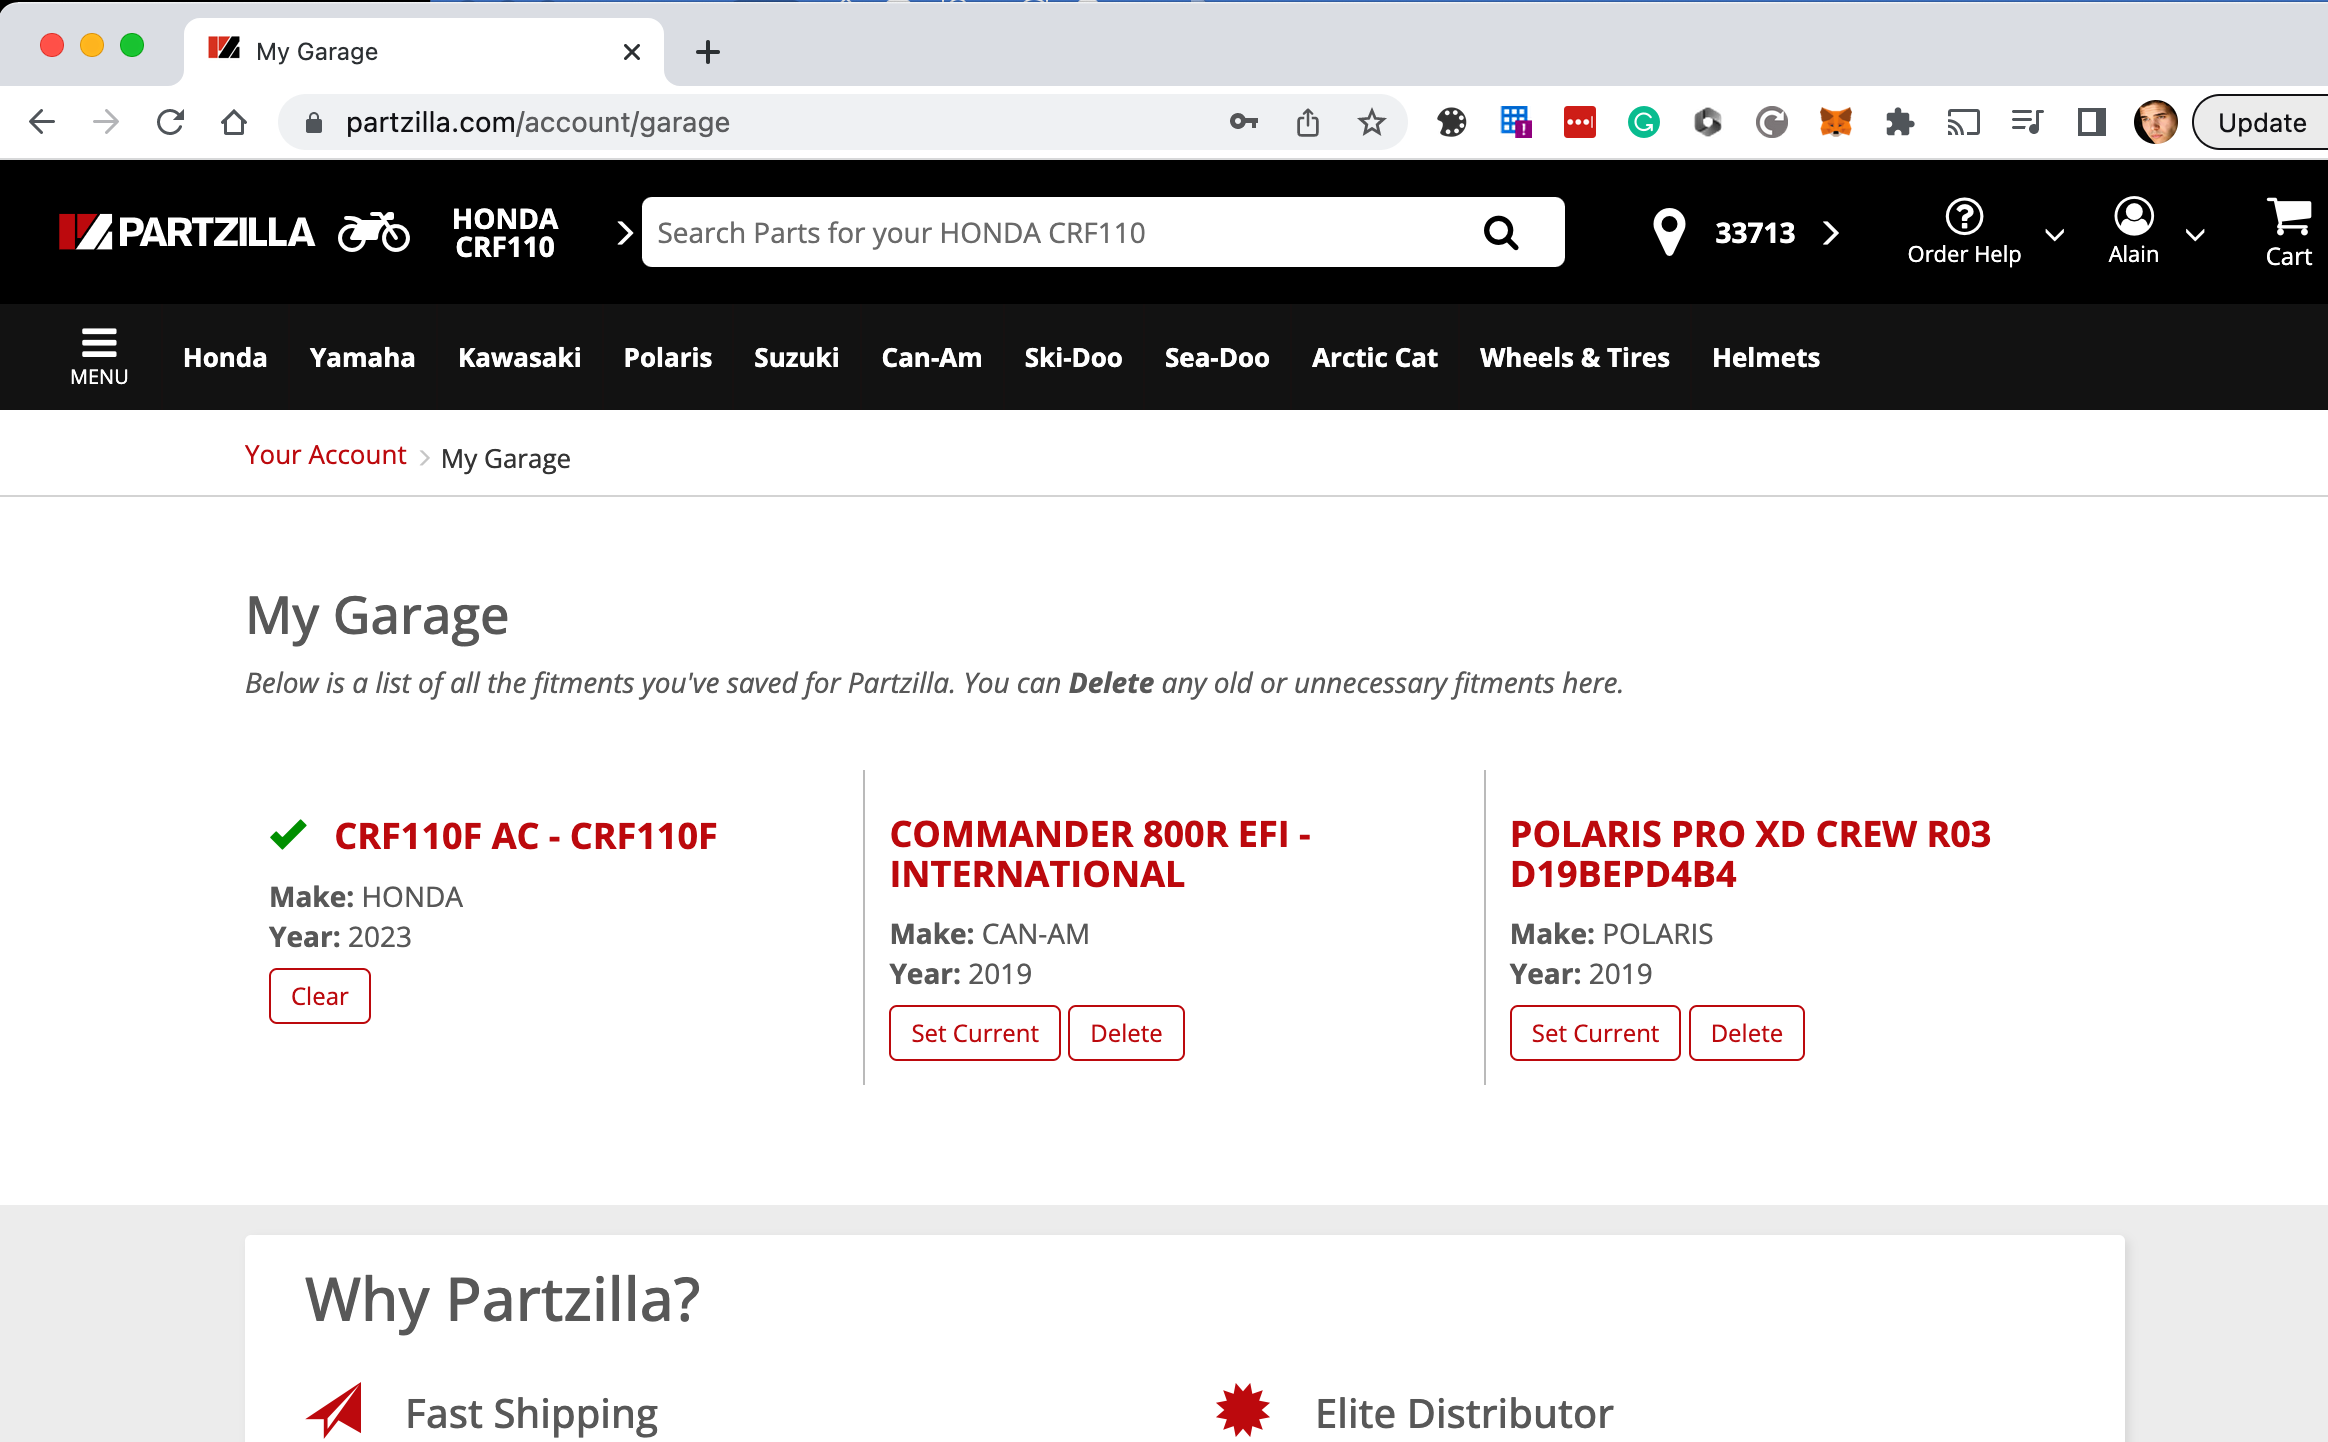 My Garage
partzilla.com/account/garage
Update
PARTZILLA
HONDA
CRF110
Search Parts for your HONDA CRF110
33713
Order Help
Alain
Cart
MENU
Honda
Yamaha
Kawasaki
Polaris
Suzuki
Can-Am
Ski-Doo
Sea-Doo
Arctic Cat
Wheels & Tires
Helmets
Your Account
My Garage
My Garage
Below is a list of all the fitments you've saved for Partzilla. You can Delete any old or unnecessary fitments here.
CRF110F AC - CRF110F
Make: HONDA
Year: 2023
Clear
COMMANDER 800R EFI -
INTERNATIONAL
Make: CAN-AM
Year: 2019
Set Current
Delete
POLARIS PRO XD CREW R03
D19BEPD4B4
Make: POLARIS
Year: 2019
Set Current
Delete
Why Partzilla?
Fast Shipping
Elite Distributor